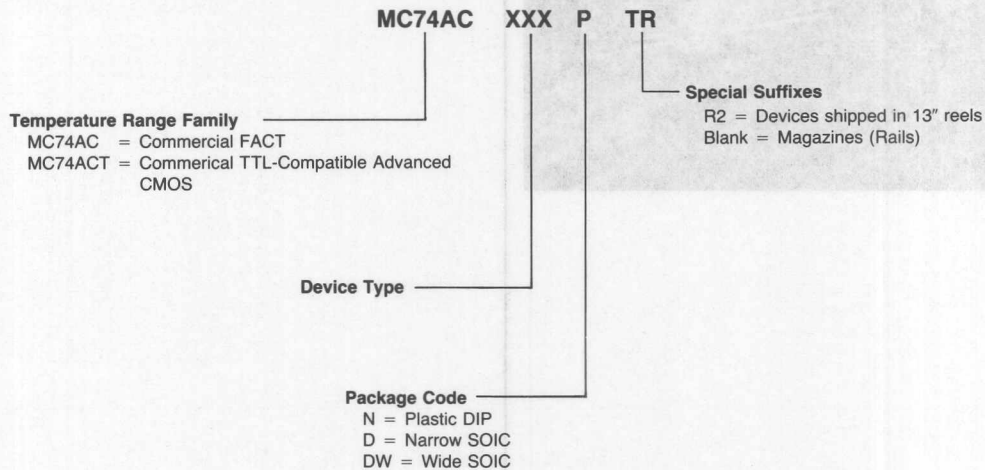 MC74AC XXX P TR
Temperature Range Family
MC74AC = Commercial FACT
MC74ACT = Commerical TTL-Compatible Advanced
CMOS
Special Suffixes
R2 = Devices shipped in 13" reels
Blank = Magazines (Rails)
Device Type
Package Code
N = Plastic DIP
D = Narrow SOIC
DW = Wide SOIC